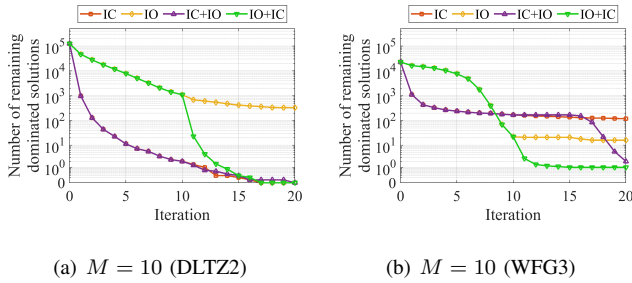 IC IO IC+IO IO+IC
Number of remaining
dominated solutions
10^5
10^4
10^3
10^2
10^1
10^0
0
0 5 10 15 20
Iteration
(a) M = 10 (DLTZ2)
IC IO IC+IO IO+IC
Number of remaining
dominated solutions
10^5
10^4
10^3
10^2
10^1
10^0
0
0 5 10 15 20
Iteration
(b) M = 10 (WFG3)